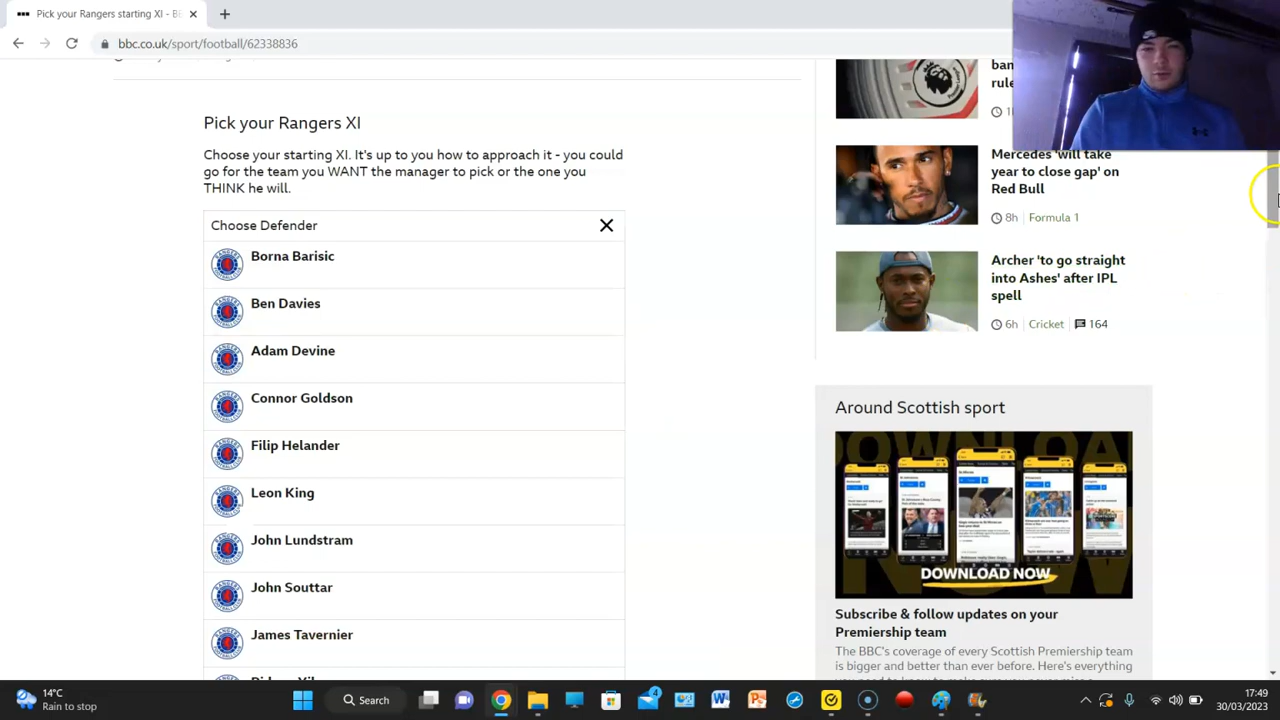 Pick your Rangers starting XI - B
bbc.co.uk/sport/football/62338836
Pick your Rangers XI
Choose your starting XI. It's up to you how to approach it - you could
go for the team you WANT the manager to pick or the one you
THINK he will.
Choose Defender
Borna Barisic
Ben Davies
Adam Devine
Connor Goldson
Filip Helander
Leon King
John Lundstram
John Souttar
James Tavernier
ban
rule
Mercedes 'will take
year to close gap' on
Red Bull
8h Formula 1
Archer 'to go straight
into Ashes' after IPL
spell
6h Cricket 164
Around Scottish sport
DOWNLOAD NOW
Subscribe & follow updates on your
Premiership team
The BBC's coverage of every Scottish Premiership team
is bigger and better than ever before. Here's everything
14°C
Rain to stop
Search
17:49
30/03/2023